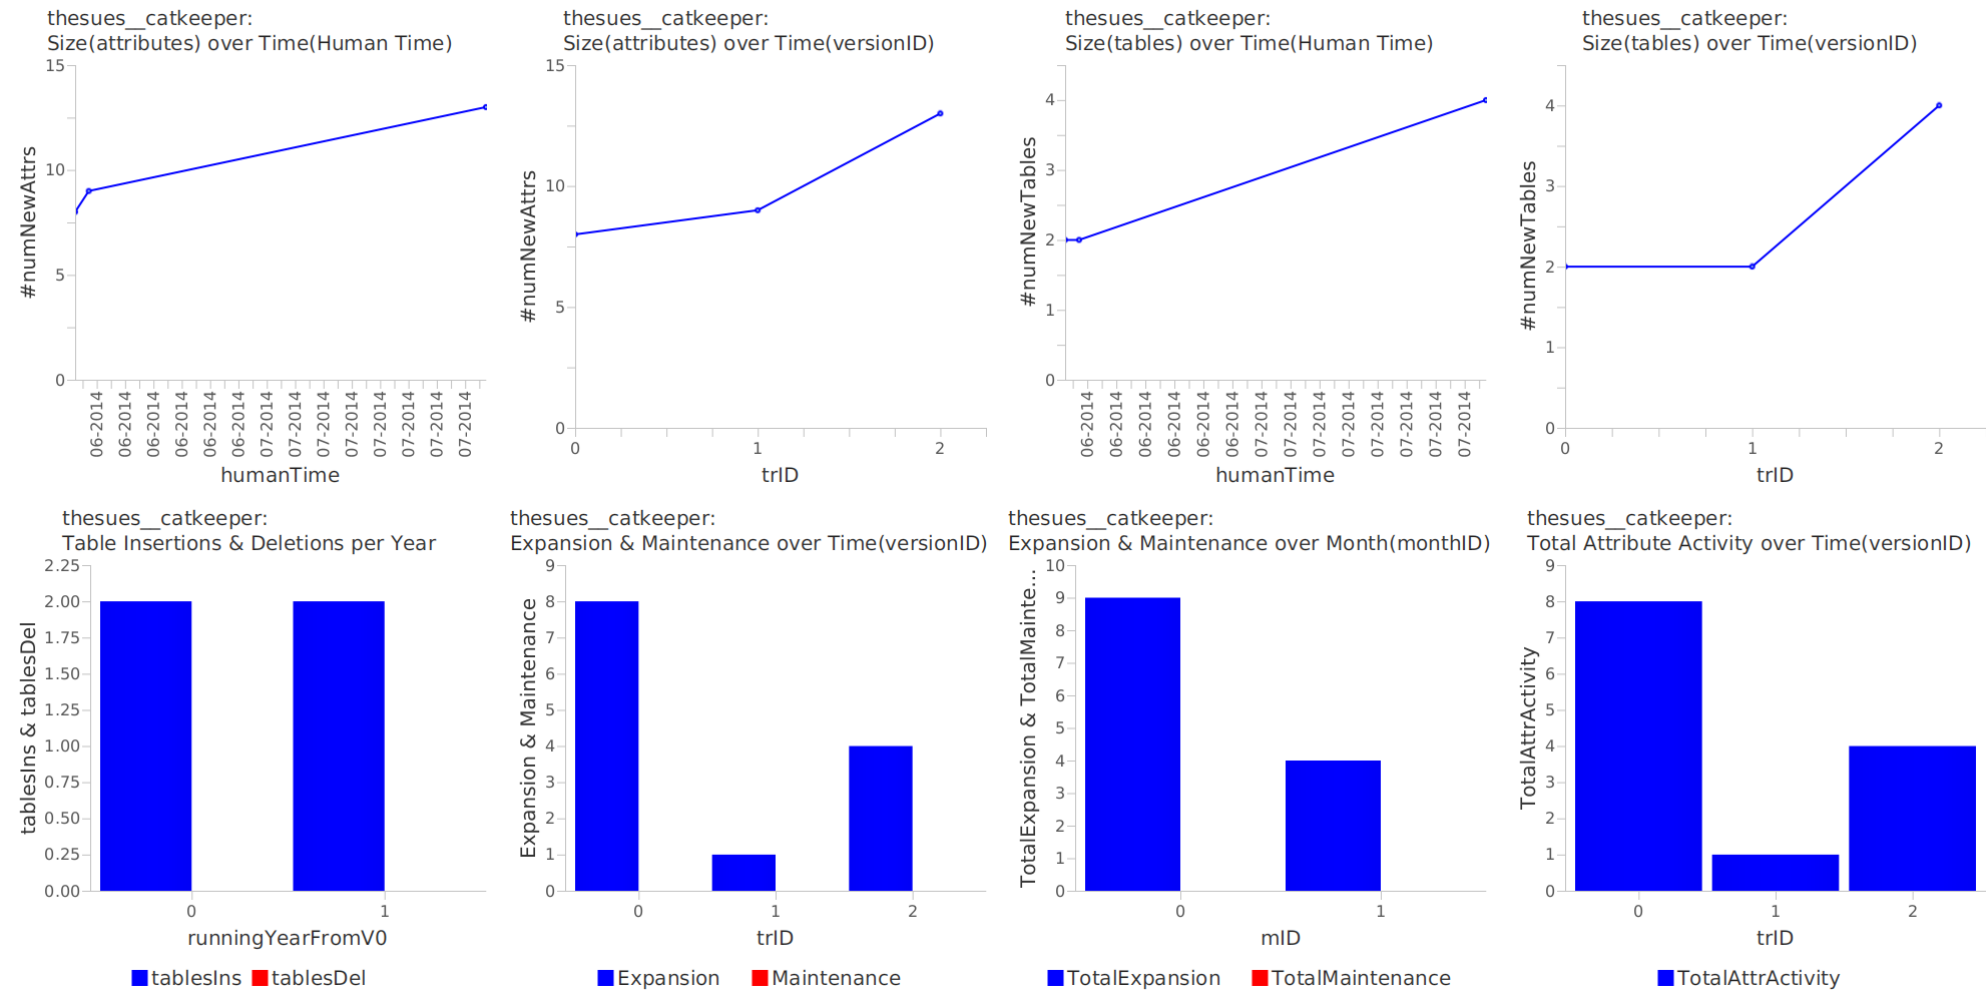 thesues__catkeeper:
Size(attributes) over Time(Human Time)
15
10
5
0
#numNewAttrs
06-2014
06-2014
06-2014
06-2014
06-2014
07-2014
07-2014
07-2014
07-2014
07-2014
07-2014
07-2014
07-2014
07-2014
humanTime
thesues__catkeeper:
Size(attributes) over Time(versionID)
15
10
5
0
#numNewAttrs
0 1 2
trID
thesues__catkeeper:
Size(tables) over Time(Human Time)
4
3
2
1
0
#numNewTables
06-2014
06-2014
06-2014
06-2014
06-2014
06-2014
07-2014
07-2014
07-2014
07-2014
07-2014
07-2014
07-2014
07-2014
humanTime
thesues__catkeeper:
Size(tables) over Time(versionID)
4
3
2
1
0
#numNewTables
0 1 2
trID
thesues__catkeeper:
Table Insertions & Deletions per Year
2.25
2.00
1.75
1.50
1.25
1.00
0.75
0.50
0.25
0.00
tablesIns & tablesDel
0 1
runningYearFromV0
tablesIns tablesDel
thesues__catkeeper:
Expansion & Maintenance over Time(versionID)
9
8
7
6
5
4
3
2
1
0
Expansion & Maintenance
0 1 2
trID
Expansion Maintenance
thesues__catkeeper:
Expansion & Maintenance over Month(monthID)
10
9
8
7
6
5
4
3
2
1
0
TotalExpansion & TotalMainte...
0 1
mID
TotalExpansion TotalMaintenance
thesues__catkeeper:
Total Attribute Activity over Time(versionID)
9
8
7
6
5
4
3
2
1
0
TotalAttrActivity
0 1 2
trID
TotalAttrActivity